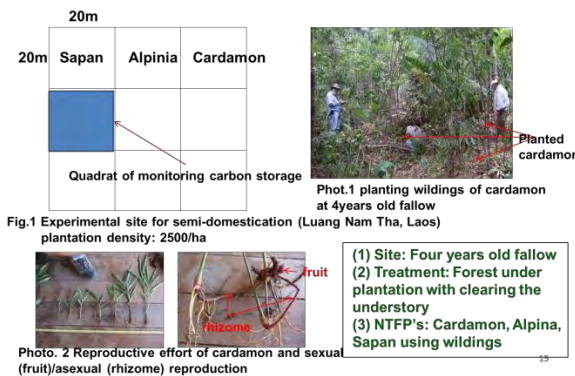 20m
20m Sapan Alpinia Cardamon
Quadrat of monitoring carbon storage
Fig.1 Experimental site for semi-domestication (Luang Nam Tha, Laos)
plantation density: 2500/ha
Planted
cardamon
Phot.1 planting wildings of cardamon
at 4years old fallow
fruit
rhizome
Photo. 2 Reproductive effort of cardamon and sexual
(fruit)/asexual (rhizome) reproduction
(1) Site: Four years old fallow
(2) Treatment: Forest under
plantation with clearing the
understory
(3) NTFP's: Cardamon, Alpina,
Sapan using wildings
15